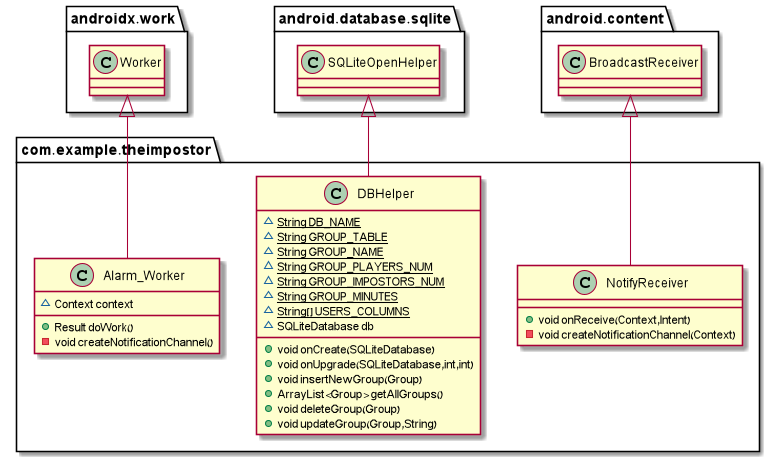 androidx.work
android.database.sqlite
android.content
C Worker
C SQLiteOpenHelper
C BroadcastReceiver
com.example.theimpostor
C Alarm_Worker
Context context
Result doWork()
void createNotificationChannel()
C DBHelper
String DB_NAME
String GROUP_TABLE
String GROUP_NAME
String GROUP_PLAYERS_NUM
String GROUP_IMPOSTORS_NUM
String GROUP_MINUTES
String[] USERS_COLUMNS
SQLiteDatabase db
void onCreate(SQLiteDatabase)
void onUpgrade(SQLiteDatabase,int,int)
void insertNewGroup(Group)
ArrayList<Group> getAllGroups()
void deleteGroup(Group)
void updateGroup(Group,String)
C NotifyReceiver
void onReceive(Context,Intent)
void createNotificationChannel(Context)